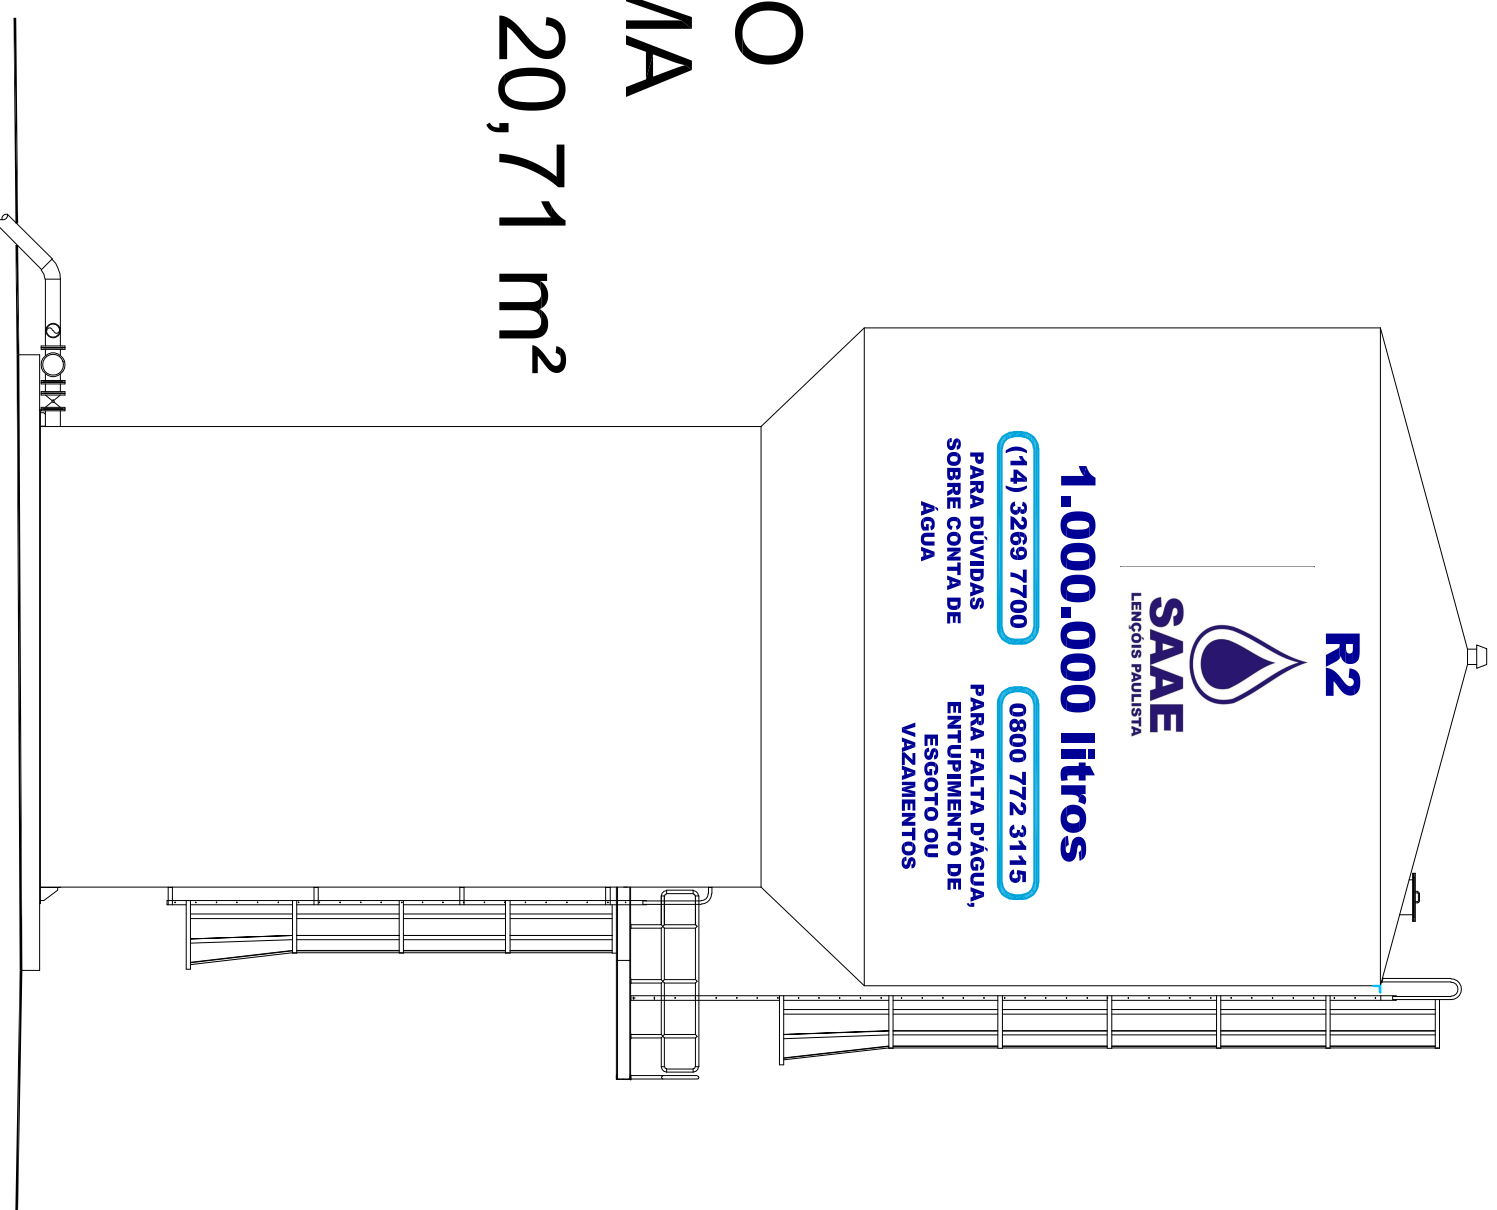 O
MA
20,71 m²
R2
SAAE
LENÇÓIS PAULISTA
1.000.000 litros
(14) 3269 7700
PARA DÚVIDAS
SOBRE CONTA DE
ÁGUA
0800 772 3115
PARA FALTA D'ÁGUA,
ENTUPIMENTO DE
ESGOTO OU
VAZAMENTOS